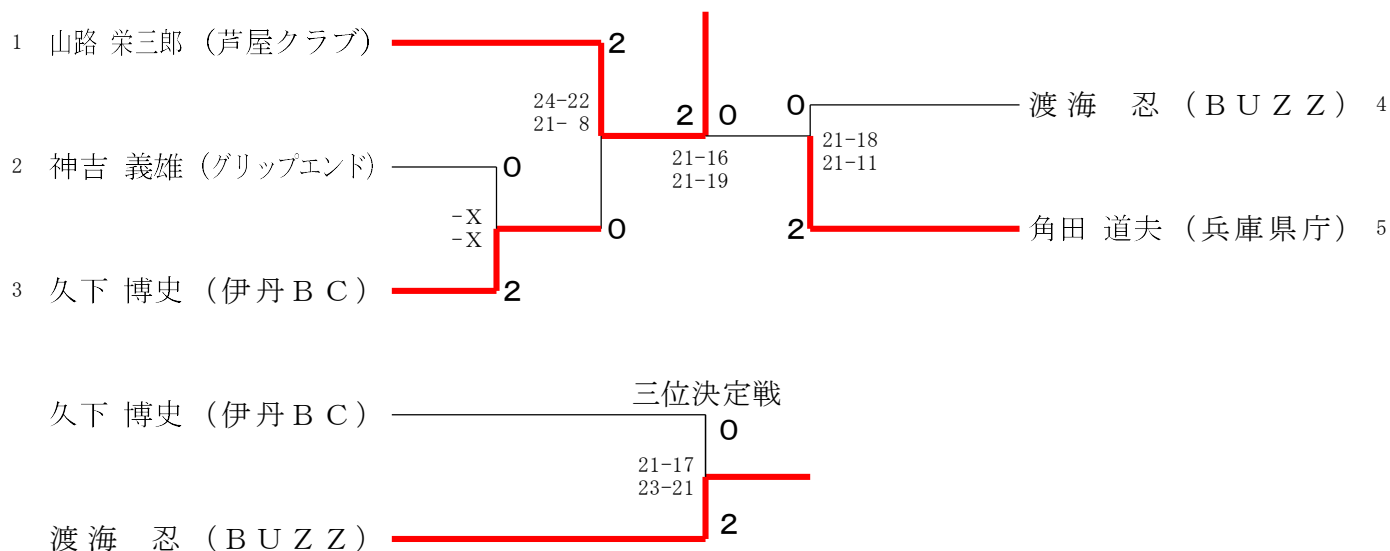 1 山路 栄三郎 (芦屋クラブ)
2
24-22
21- 8
2 神吉 義雄 (グリップエンド)
0
-X
-X
0
3 久下 博史 (伊丹BC)
2
2 0
21-16
21-19
0
渡海 忍 (BUZZ) 4
21-18
21-11
2
角田 道夫 (兵庫県庁) 5
三位決定戦
久下 博史 (伊丹BC)
0
21-17
23-21
2
渡海 忍 (BUZZ)